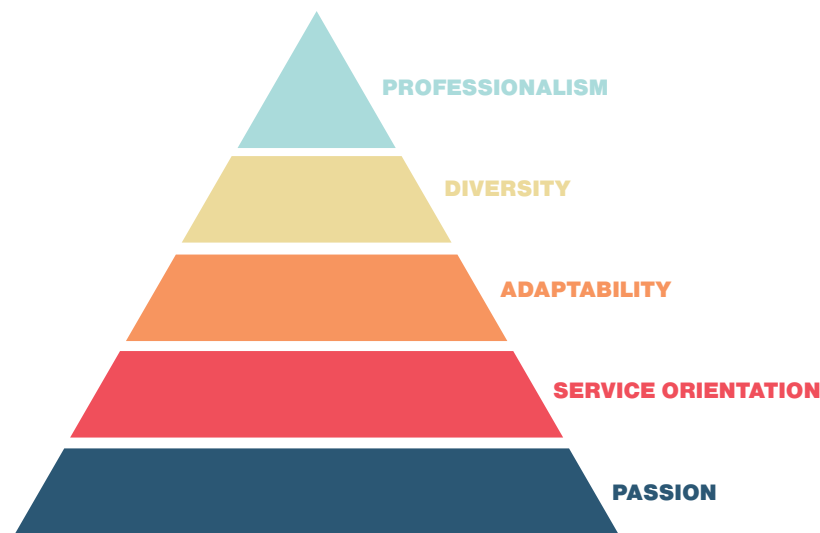 PROFESSIONALISM
DIVERSITY
ADAPTABILITY
SERVICE ORIENTATION
PASSION